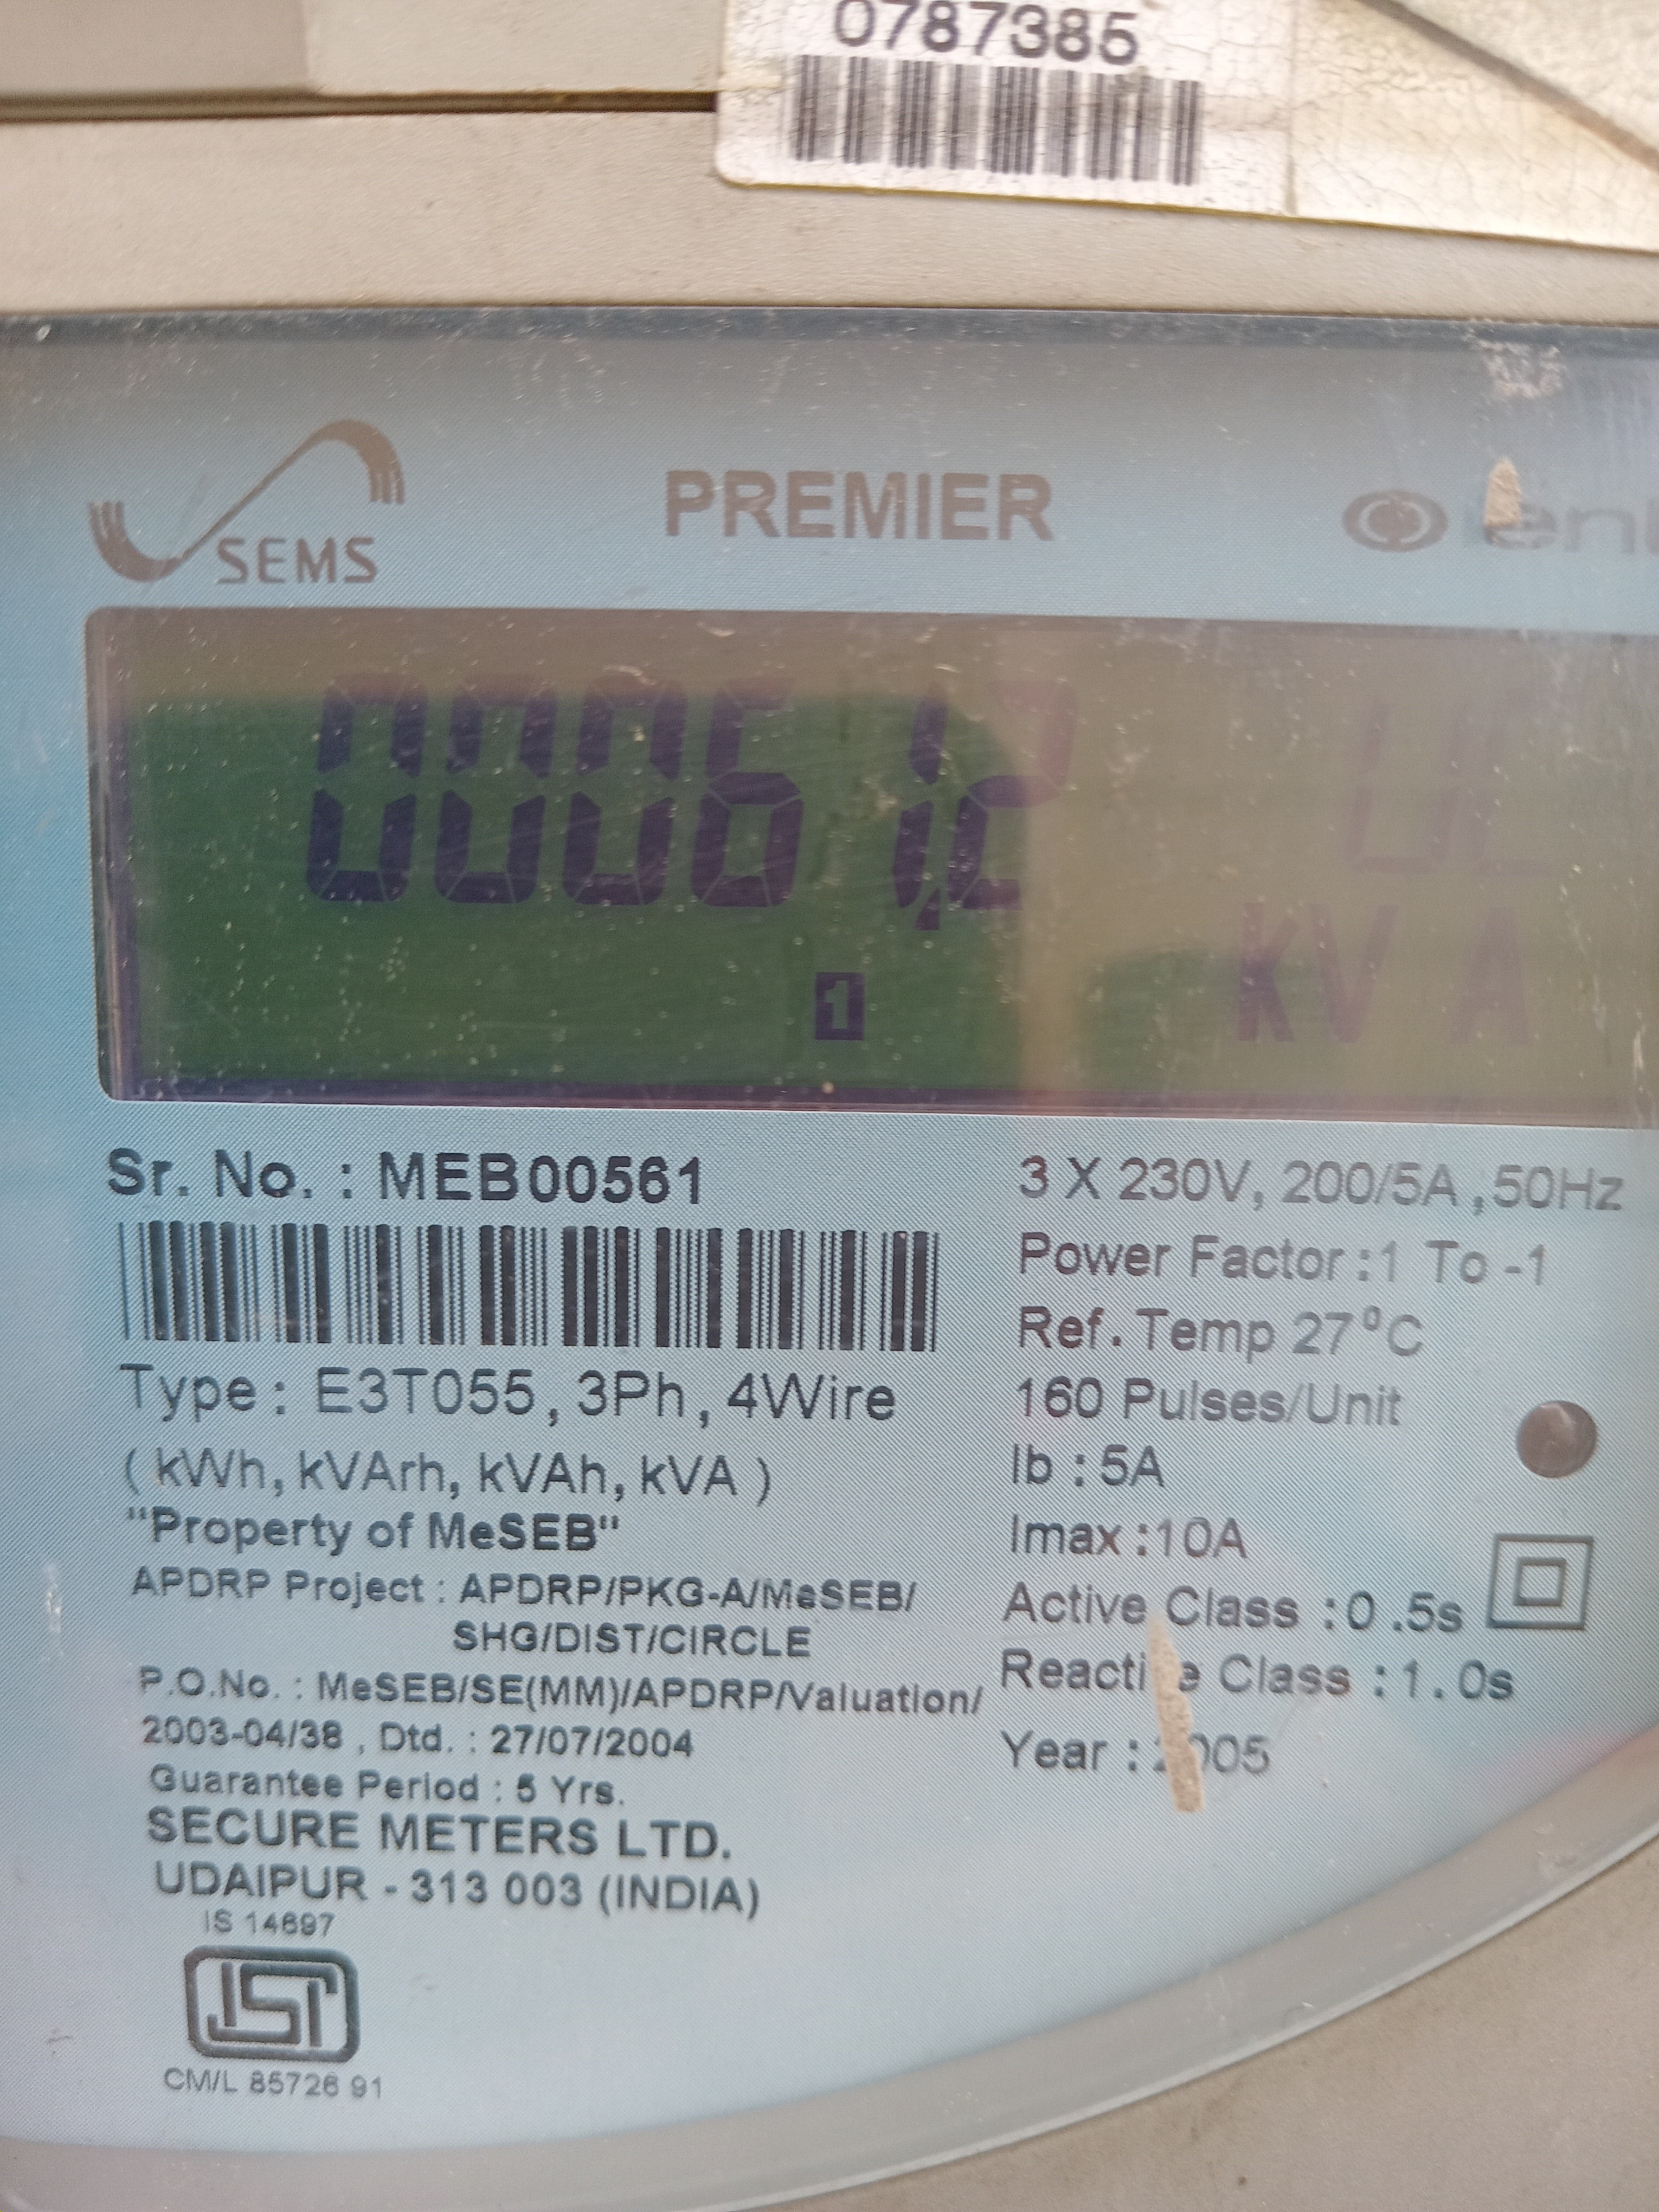 0787385
SEMS
PREMIER
000061.2
kVA
1
Sr. No. : MEB00561
Type : E3T055, 3Ph, 4Wire
( kWh, kVArh, kVAh, kVA )
"Property of MeSEB"
APDRP Project : APDRP/PKG-A/MeSEB/
SHG/DIST/CIRCLE
P.O.No. : MeSEB/SE(MM)/APDRP/Valuation/
2003-04/38 , Dtd. : 27/07/2004
Guarantee Period : 5 Yrs.
SECURE METERS LTD.
UDAIPUR - 313 003 (INDIA)
IS 14697
ISI
CM/L 85726 91
3 X 230V, 200/5A ,50Hz
Power Factor :1 To -1
Ref. Temp 27°C
160 Pulses/Unit
Ib : 5A
Imax :10A
Active Class :0 .5s
Reactive Class :1. 0s
Year : 2005